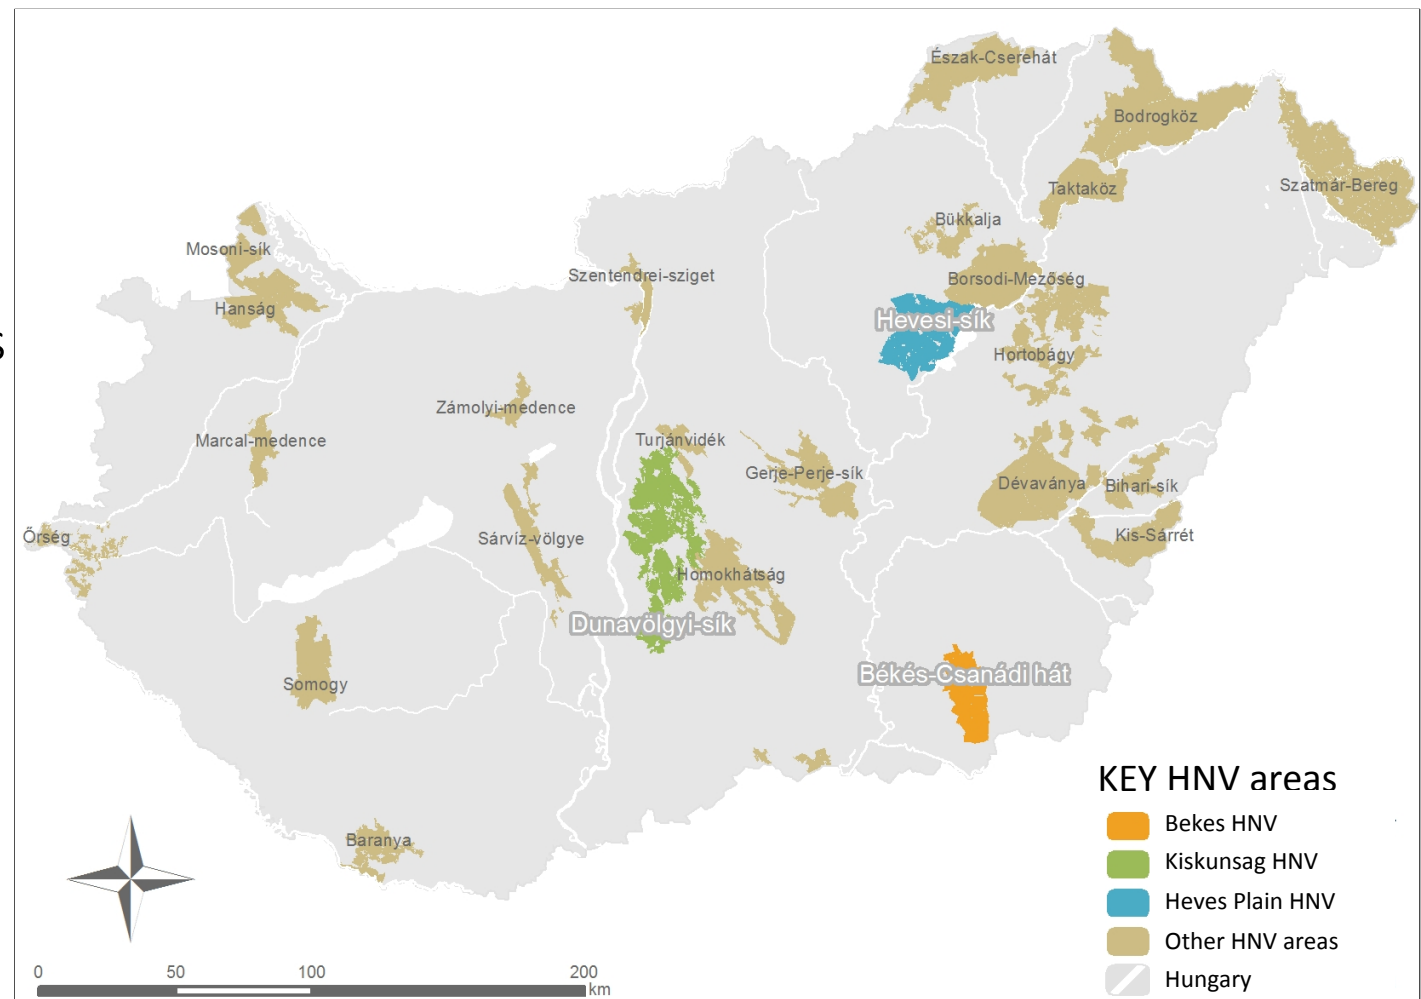 Észak-Cserehát
Bodrogköz
Szatmár-Bereg
Taktaköz
Bükkalja
Mosoni-sík
Szentendrei-sziget
Borsodi-Mezőség
Hanság
Hevesi-sík
S
Hortobágy
Zámolyi-medence
Marcal-medence
Turjánvidék
Gerje-Perje-sík
Dévaványa
Bihari-sík
Őrség
Sárvíz-völgye
Kis-Sárrét
Homokhátság
Dunavölgyi-sík
Békés-Csanádi hát
Somogy
Baranya
KEY HNV areas
Bekes HNV
Kiskunsag HNV
Heves Plain HNV
Other HNV areas
Hungary
0 50 100 200
km